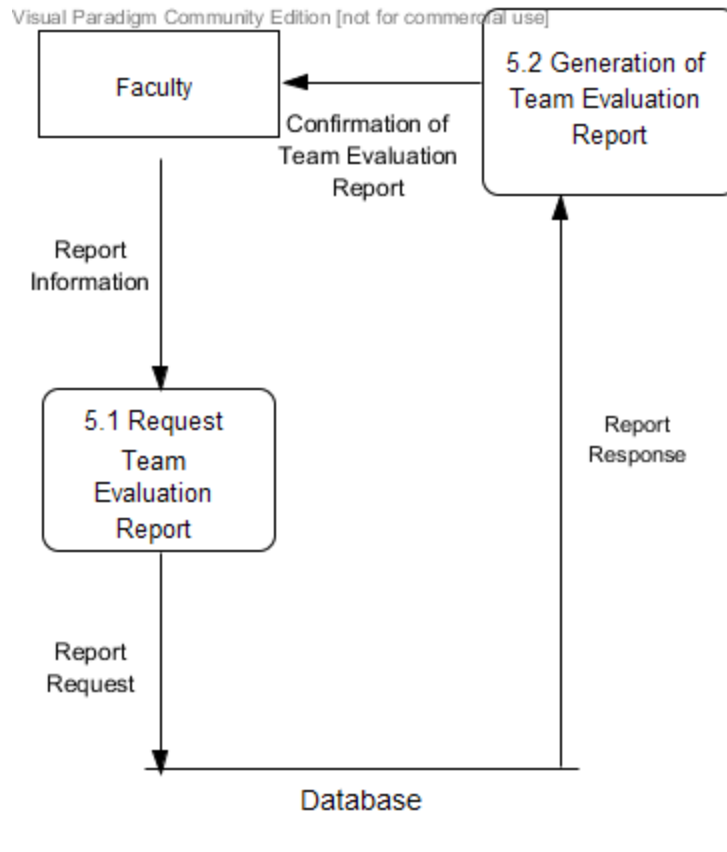 Visual Paradigm Community Edition [not for commercial use]
Faculty
5.2 Generation of
Team Evaluation
Report
Confirmation of
Team Evaluation
Report
Report
Information
5.1 Request
Team
Evaluation
Report
Report
Response
Report
Request
Database